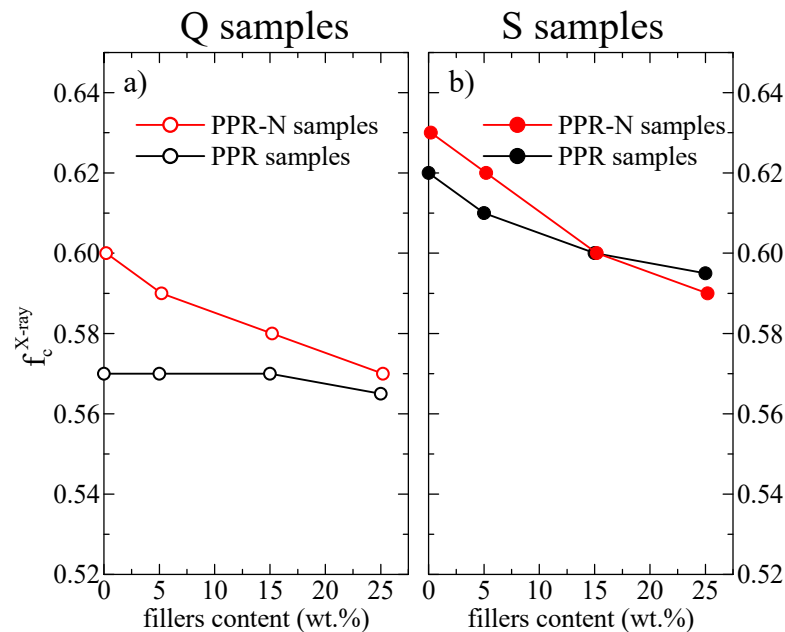 Q samples
S samples
a)
PPR-N samples
PPR samples
b)
PPR-N samples
PPR samples
0.64
0.62
0.60
0.58
0.56
0.54
0.52
0.64
0.62
0.60
0.58
0.56
0.54
0.52
f_c^X-ray
0 5 10 15 20 25
0 5 10 15 20 25
fillers content (wt.%)
fillers content (wt.%)